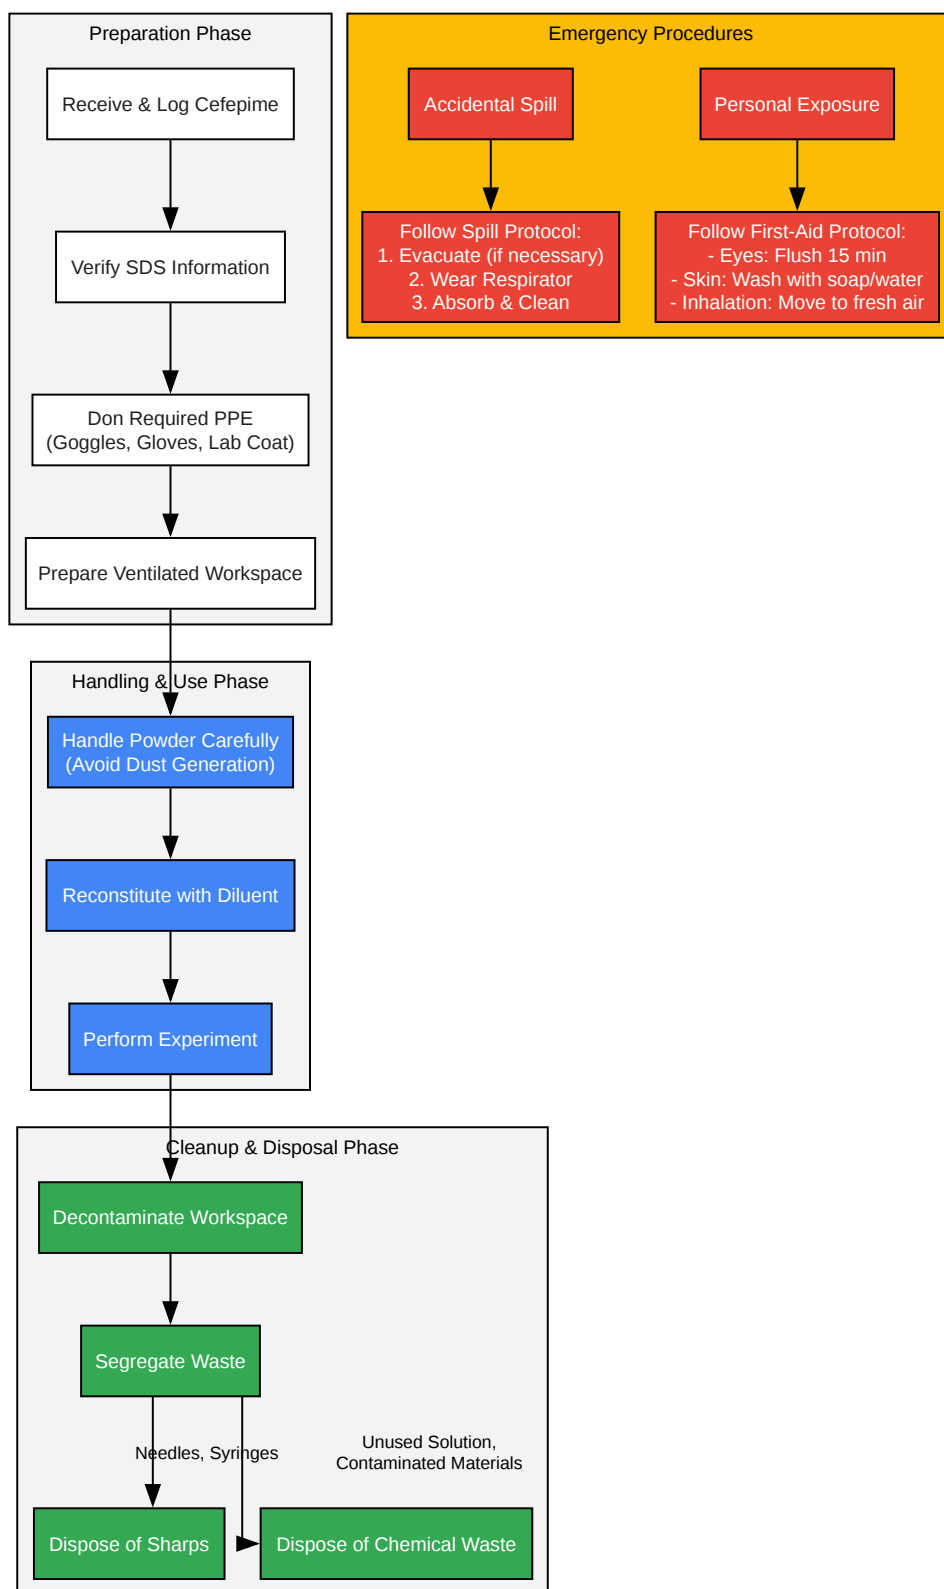 Preparation Phase
Receive & Log Cefepime
Verify SDS Information
Don Required PPE
(Goggles, Gloves, Lab Coat)
Prepare Ventilated Workspace
Emergency Procedures
Accidental Spill
Follow Spill Protocol:
1. Evacuate (if necessary)
2. Wear Respirator
3. Absorb & Clean
Personal Exposure
Follow First-Aid Protocol:
- Eyes: Flush 15 min
- Skin: Wash with soap/water
- Inhalation: Move to fresh air
Handling & Use Phase
Handle Powder Carefully
(Avoid Dust Generation)
Reconstitute with Diluent
Perform Experiment
Cleanup & Disposal Phase
Decontaminate Workspace
Segregate Waste
Needles, Syringes
Unused Solution,
Contaminated Materials
Dispose of Sharps
Dispose of Chemical Waste